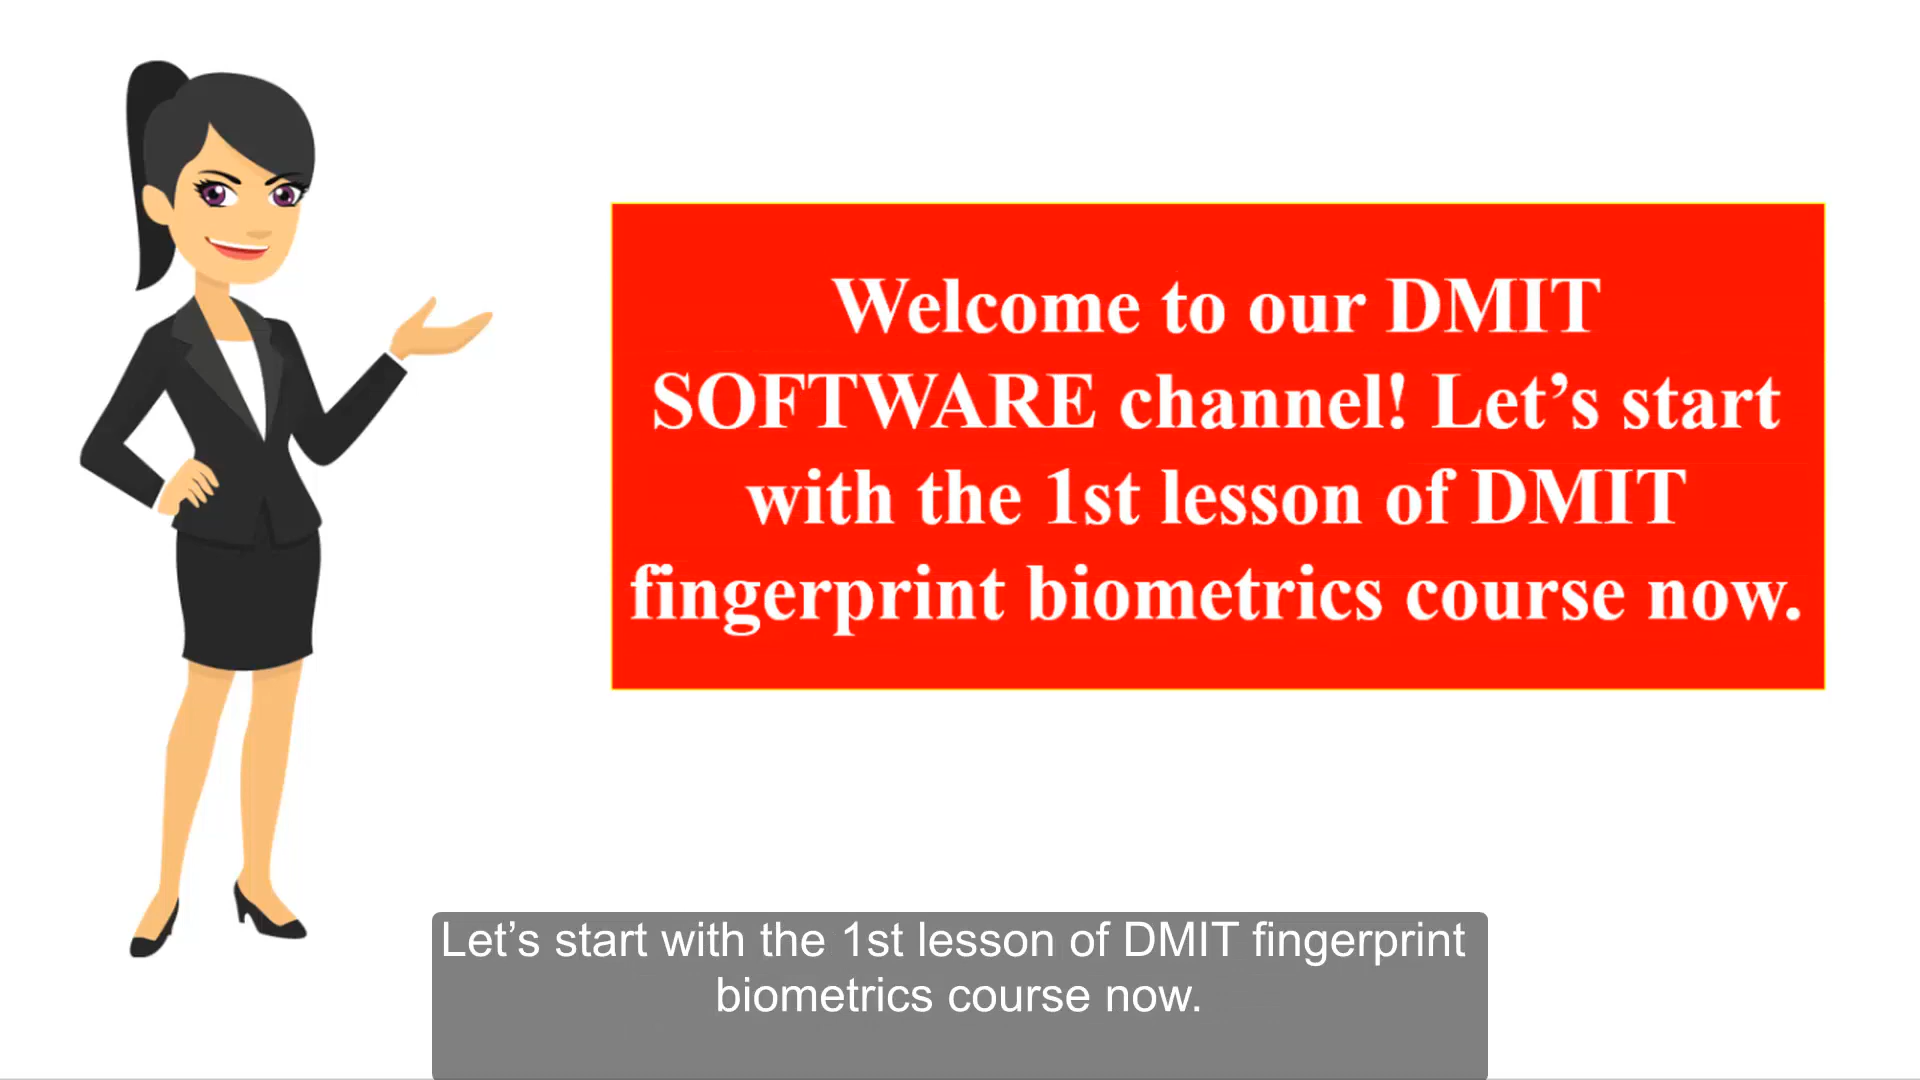 Welcome to our DMIT
SOFTWARE channel! Let’s start
with the 1st lesson of DMIT
fingerprint biometrics course now.
Let’s start with the 1st lesson of DMIT fingerprint
biometrics course now.